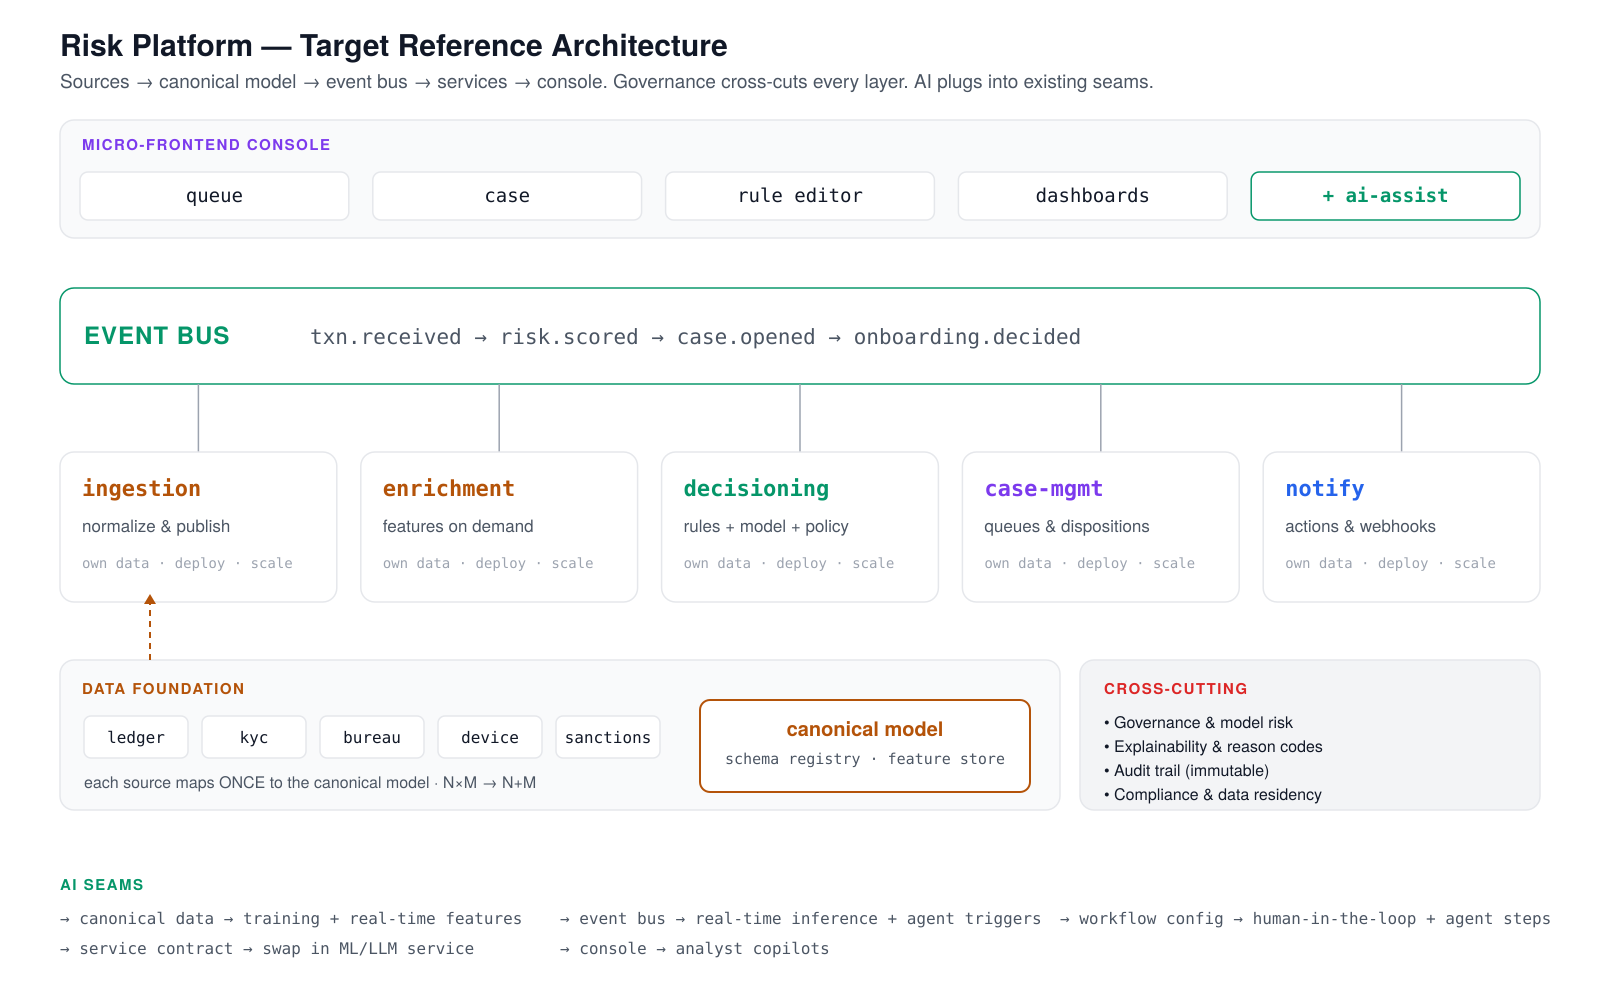 Risk Platform — Target Reference Architecture
Sources → canonical model → event bus → services → console. Governance cross-cuts every layer. AI plugs into existing seams.
MICRO-FRONTEND CONSOLE
queue
case
rule editor
dashboards
+ ai-assist
EVENT BUS
txn.received → risk.scored → case.opened → onboarding.decided
ingestion
normalize & publish
own data · deploy · scale
enrichment
features on demand
own data · deploy · scale
decisioning
rules + model + policy
own data · deploy · scale
case-mgmt
queues & dispositions
own data · deploy · scale
notify
actions & webhooks
own data · deploy · scale
DATA FOUNDATION
ledger
kyc
bureau
device
sanctions
each source maps ONCE to the canonical model · N×M → N+M
canonical model
schema registry · feature store
CROSS-CUTTING
• Governance & model risk
• Explainability & reason codes
• Audit trail (immutable)
• Compliance & data residency
AI SEAMS
→ canonical data → training + real-time features
→ event bus → real-time inference + agent triggers
→ workflow config → human-in-the-loop + agent steps
→ service contract → swap in ML/LLM service
→ console → analyst copilots